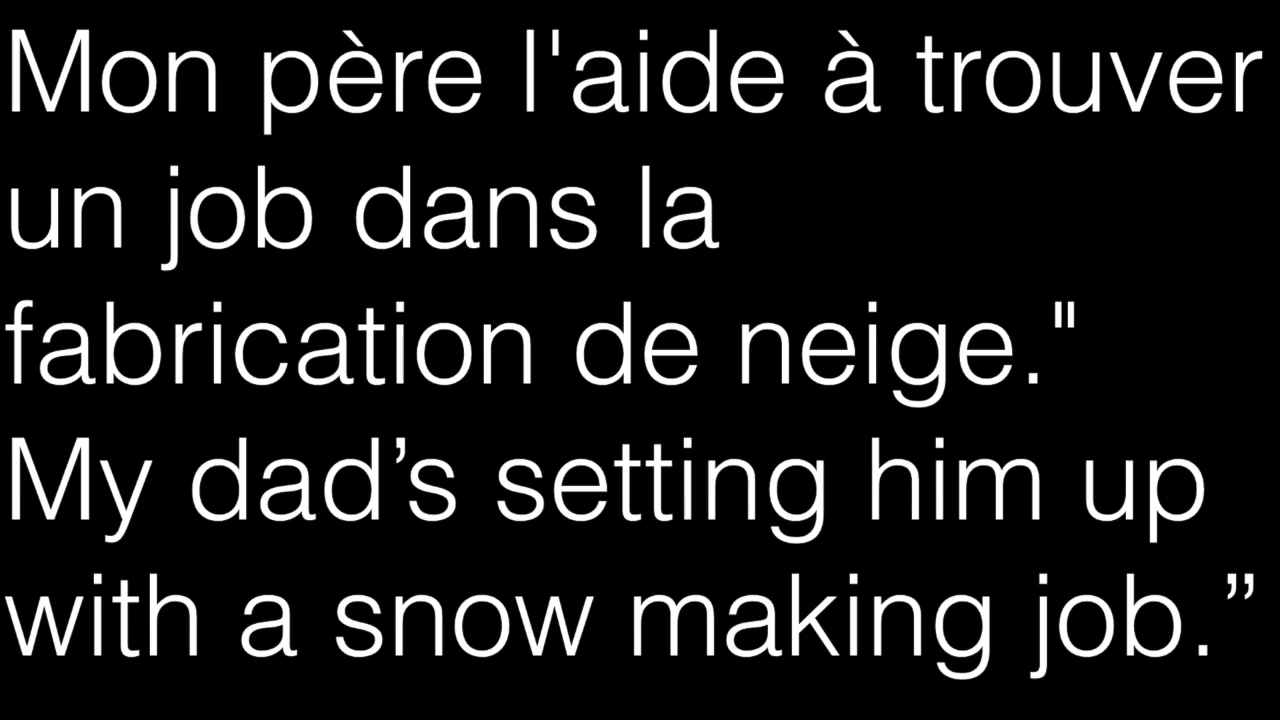 Mon père l'aide à trouver
un job dans la
fabrication de neige."
My dad’s setting him up
with a snow making job.”